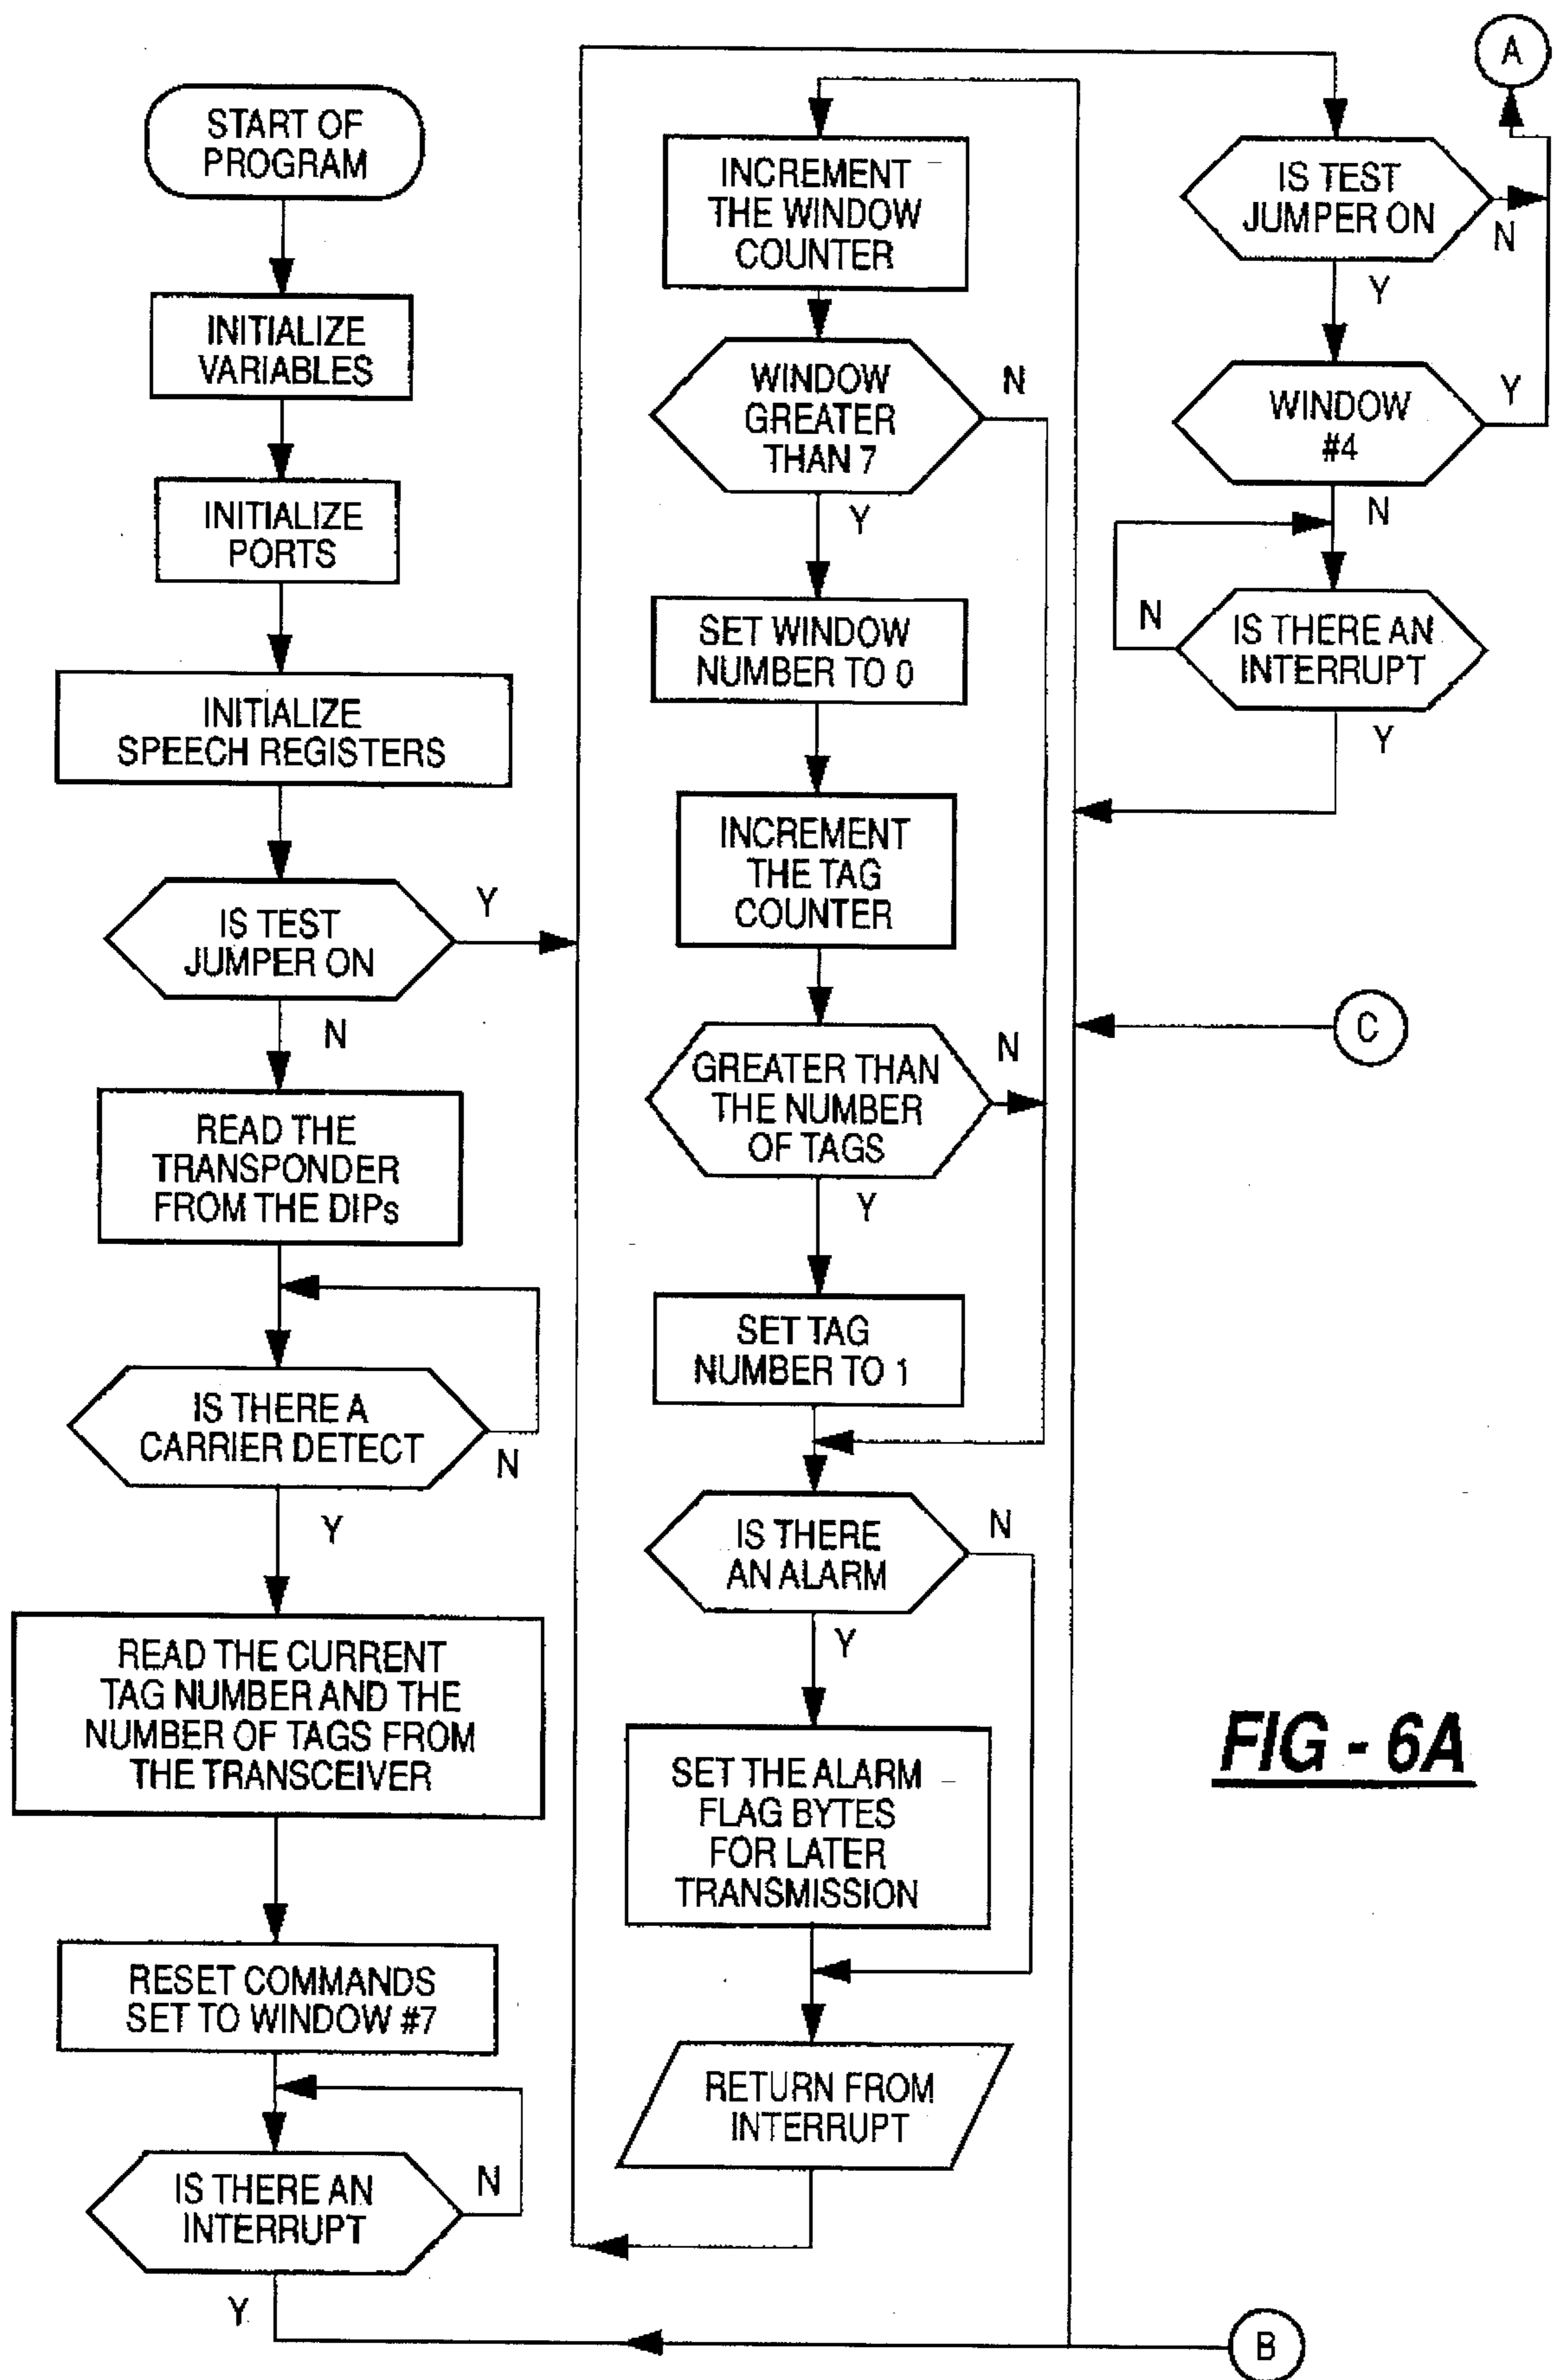 START OF
PROGRAM
INITIALIZE
VARIABLES
INITIALIZE
PORTS
INITIALIZE
SPEECH REGISTERS
IS TEST
JUMPER ON
Y
N
READ THE
TRANSPONDER
FROM THE DIPs
IS THERE A
CARRIER DETECT
N
Y
READ THE CURRENT
TAG NUMBER AND THE
NUMBER OF TAGS FROM
THE TRANSCEIVER
RESET COMMANDS
SET TO WINDOW #7
IS THERE AN
INTERRUPT
N
Y
INCREMENT
THE WINDOW
COUNTER
WINDOW
GREATER
THAN 7
N
Y
SET WINDOW
NUMBER TO 0
INCREMENT
THE TAG
COUNTER
GREATER THAN
THE NUMBER
OF TAGS
N
Y
SET TAG
NUMBER TO 1
IS THERE
AN ALARM
N
Y
SET THE ALARM
FLAG BYTES
FOR LATER
TRANSMISSION
RETURN FROM
INTERRUPT
A
IS TEST
JUMPER ON
N
Y
WINDOW
#4
Y
N
IS THERE AN
INTERRUPT
N
Y
C
FIG - 6A
B